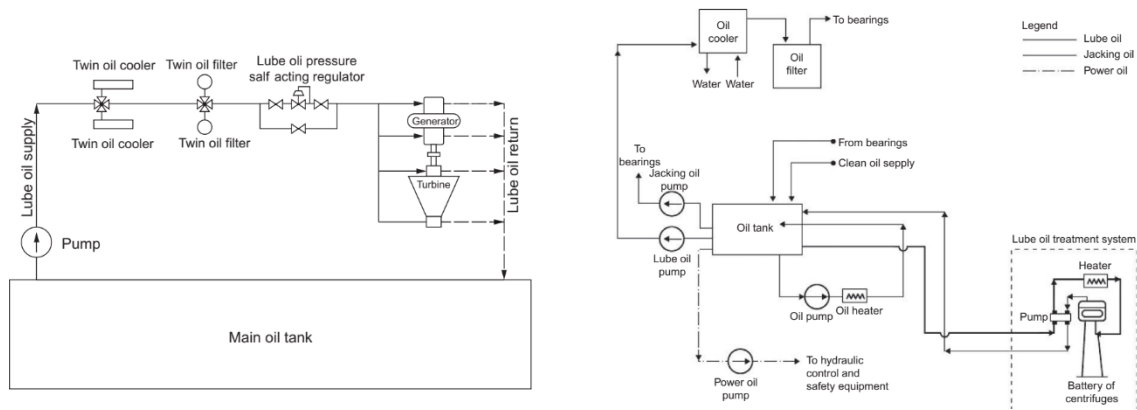 Twin oil cooler
Twin oil filter
Lube oli pressure
salf acting regulator
Twin oil cooler
Twin oil filter
Lube oil supply
Generator
Turbine
Lube oil return
Pump
Main oil tank
Oil
cooler
To bearings
Oil
filter
Water
Water
Legend
Lube oil
Jacking oil
Power oil
To
bearings
From bearings
Clean oil sepply
Jacking oil
pump
Oil tank
Lube oil
pump
Oil pump
Oil heater
Power oil
pump
To hydraulic
control and
safety equipment
Lube oil treatment system
Heater
Pump
Battery of
centrifuges